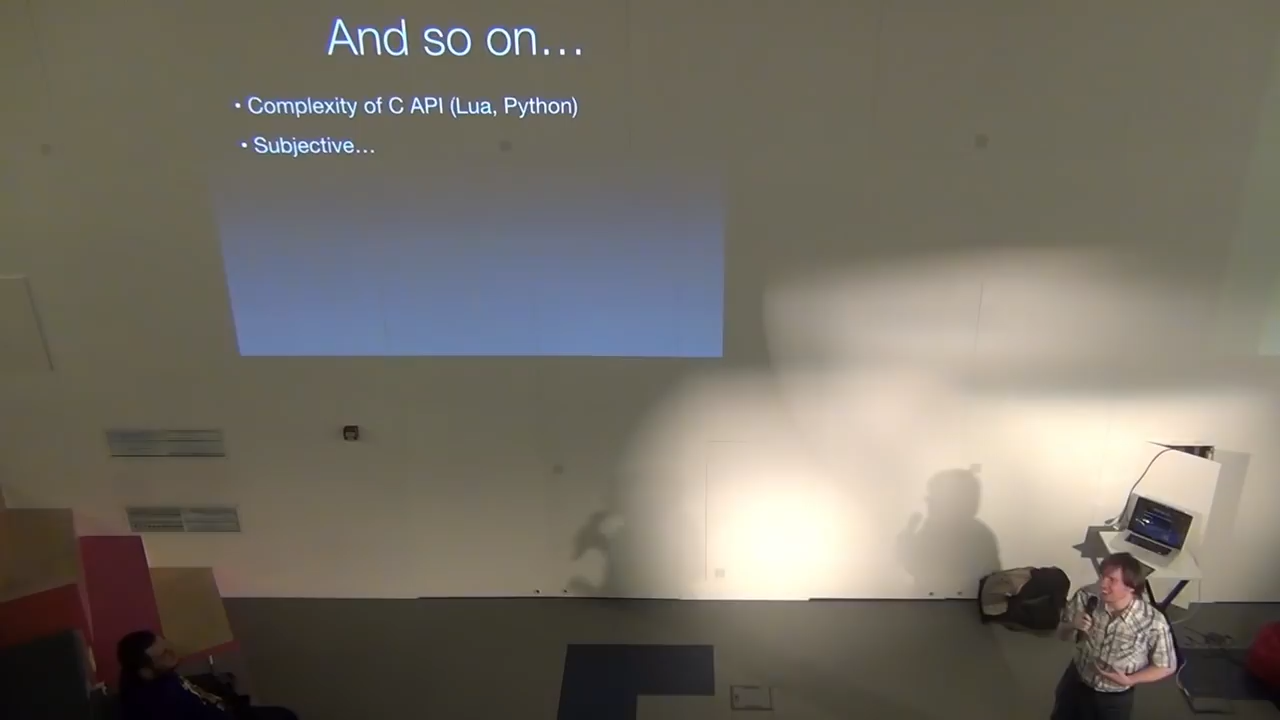 And so on…
• Complexity of C API (Lua, Python)
• Subjective…